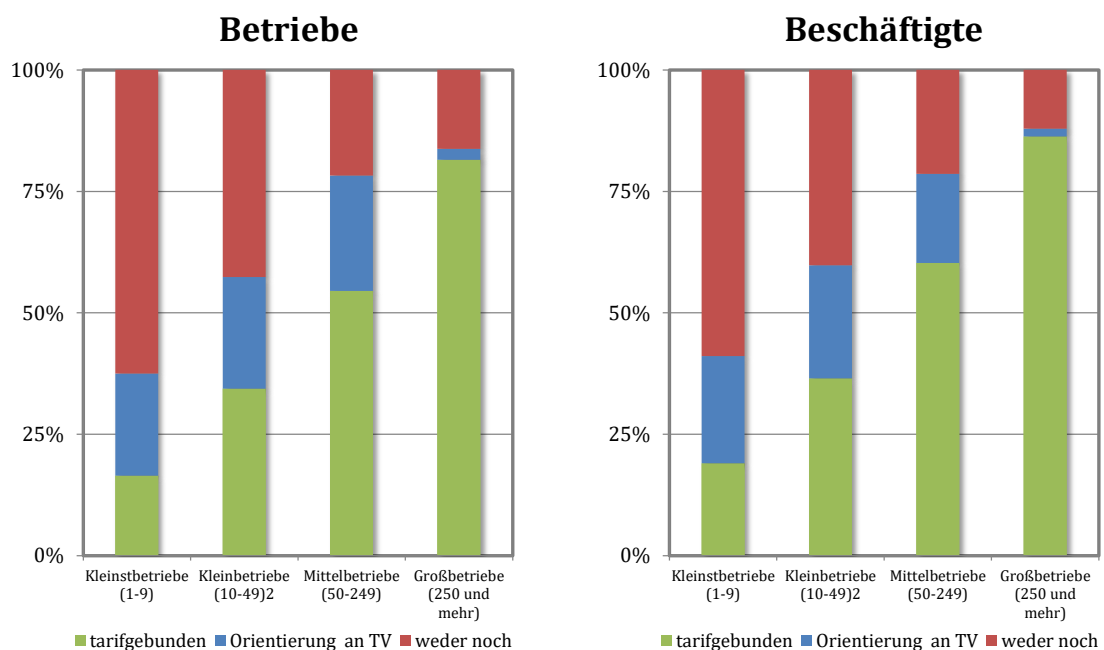 Betriebe
100%
75%
50%
25%
0%
Kleinstbetriebe
(1-9)
Kleinbetriebe
(10-49)2
Mittelbetriebe
(50-249)
Großbetriebe
(250 und
mehr)
tarifgebunden Orientierung an TV weder noch
Beschäftigte
100%
75%
50%
25%
0%
Kleinstbetriebe
(1-9)
Kleinbetriebe
(10-49)2
Mittelbetriebe
(50-249)
Großbetriebe
(250 und
mehr)
tarifgebunden Orientierung an TV weder noch